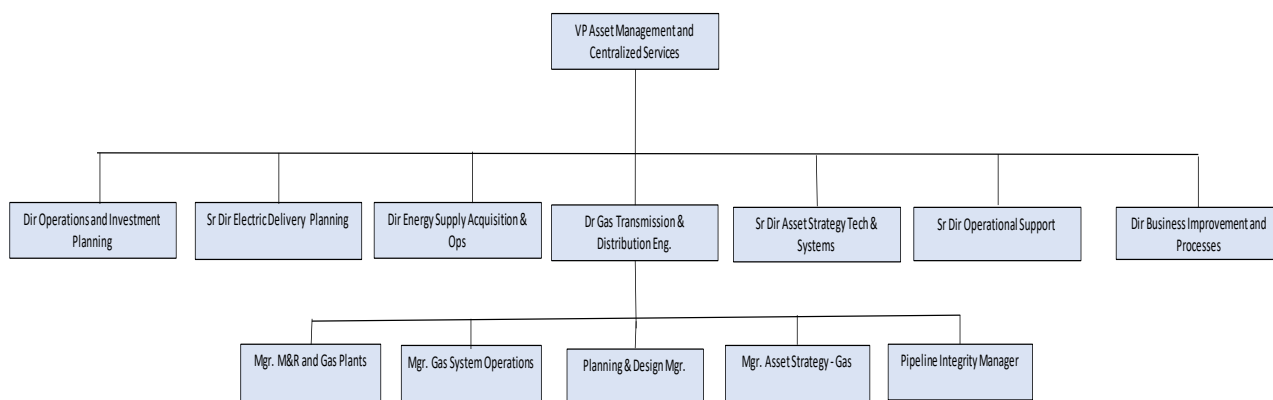 VP Asset Management and
Centralized Services
Dir Operations and Investment
Planning
Sr Dir Electric Delivery Planning
Dir Energy Supply Acquisition &
Ops
Dr Gas Transmission &
Distribution Eng.
Sr Dir Asset Strategy Tech &
Systems
Sr Dir Operational Support
Dir Business Improvement and
Processes
Mgr. M&R and Gas Plants
Mgr. Gas System Operations
Planning & Design Mgr.
Mgr. Asset Strategy - Gas
Pipeline Integrity Manager